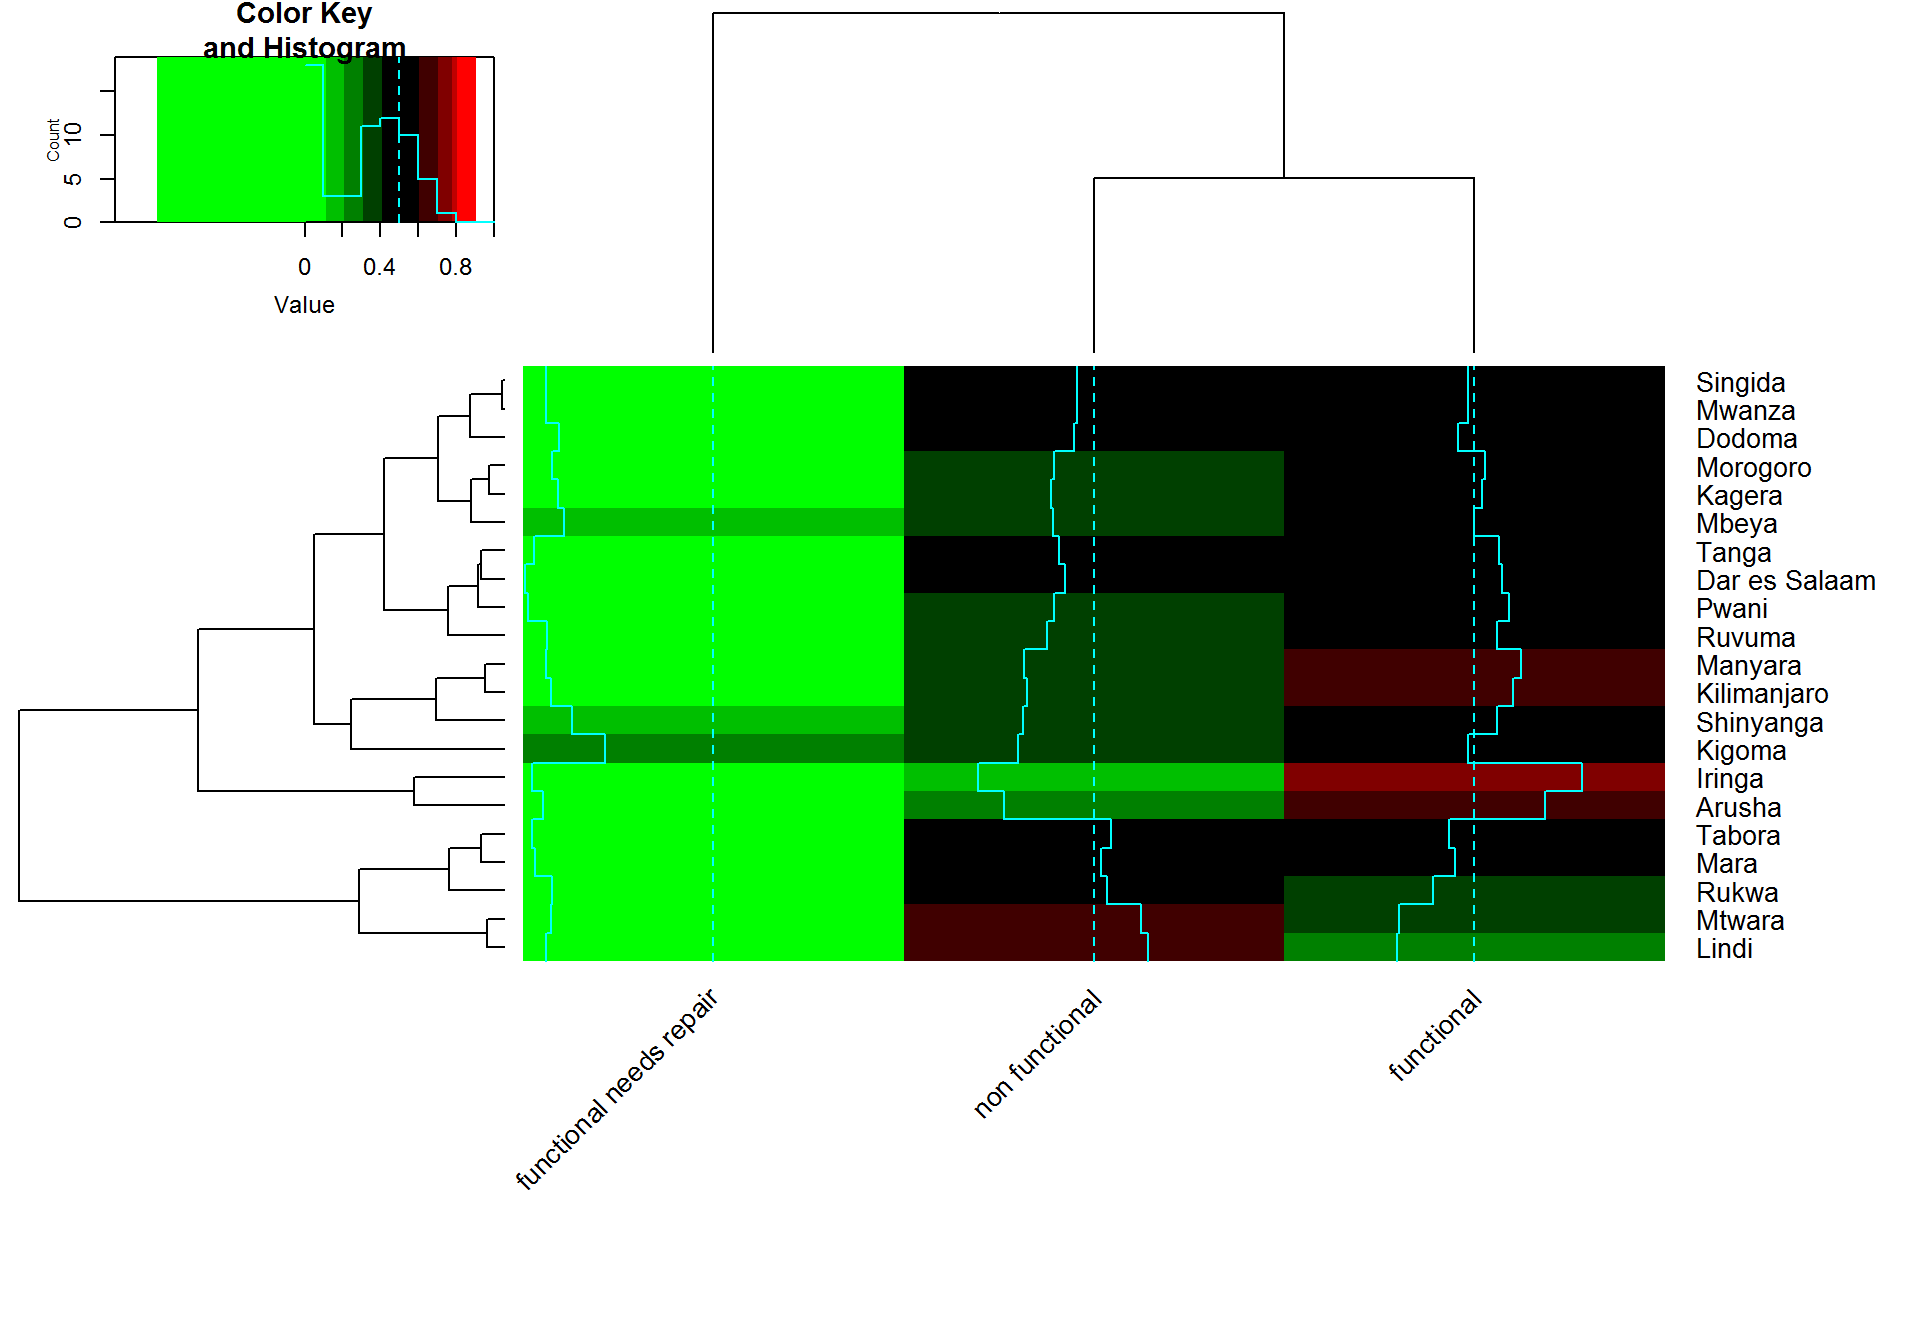 Color Key
and Histogram
Count
0 5 10
0 0.4 0.8
Value
Singida
Mwanza
Dodoma
Morogoro
Kagera
Mbeya
Tanga
Dar es Salaam
Pwani
Ruvuma
Manyara
Kilimanjaro
Shinyanga
Kigoma
Iringa
Arusha
Tabora
Mara
Rukwa
Mtwara
Lindi
functional needs repair
non functional
functional